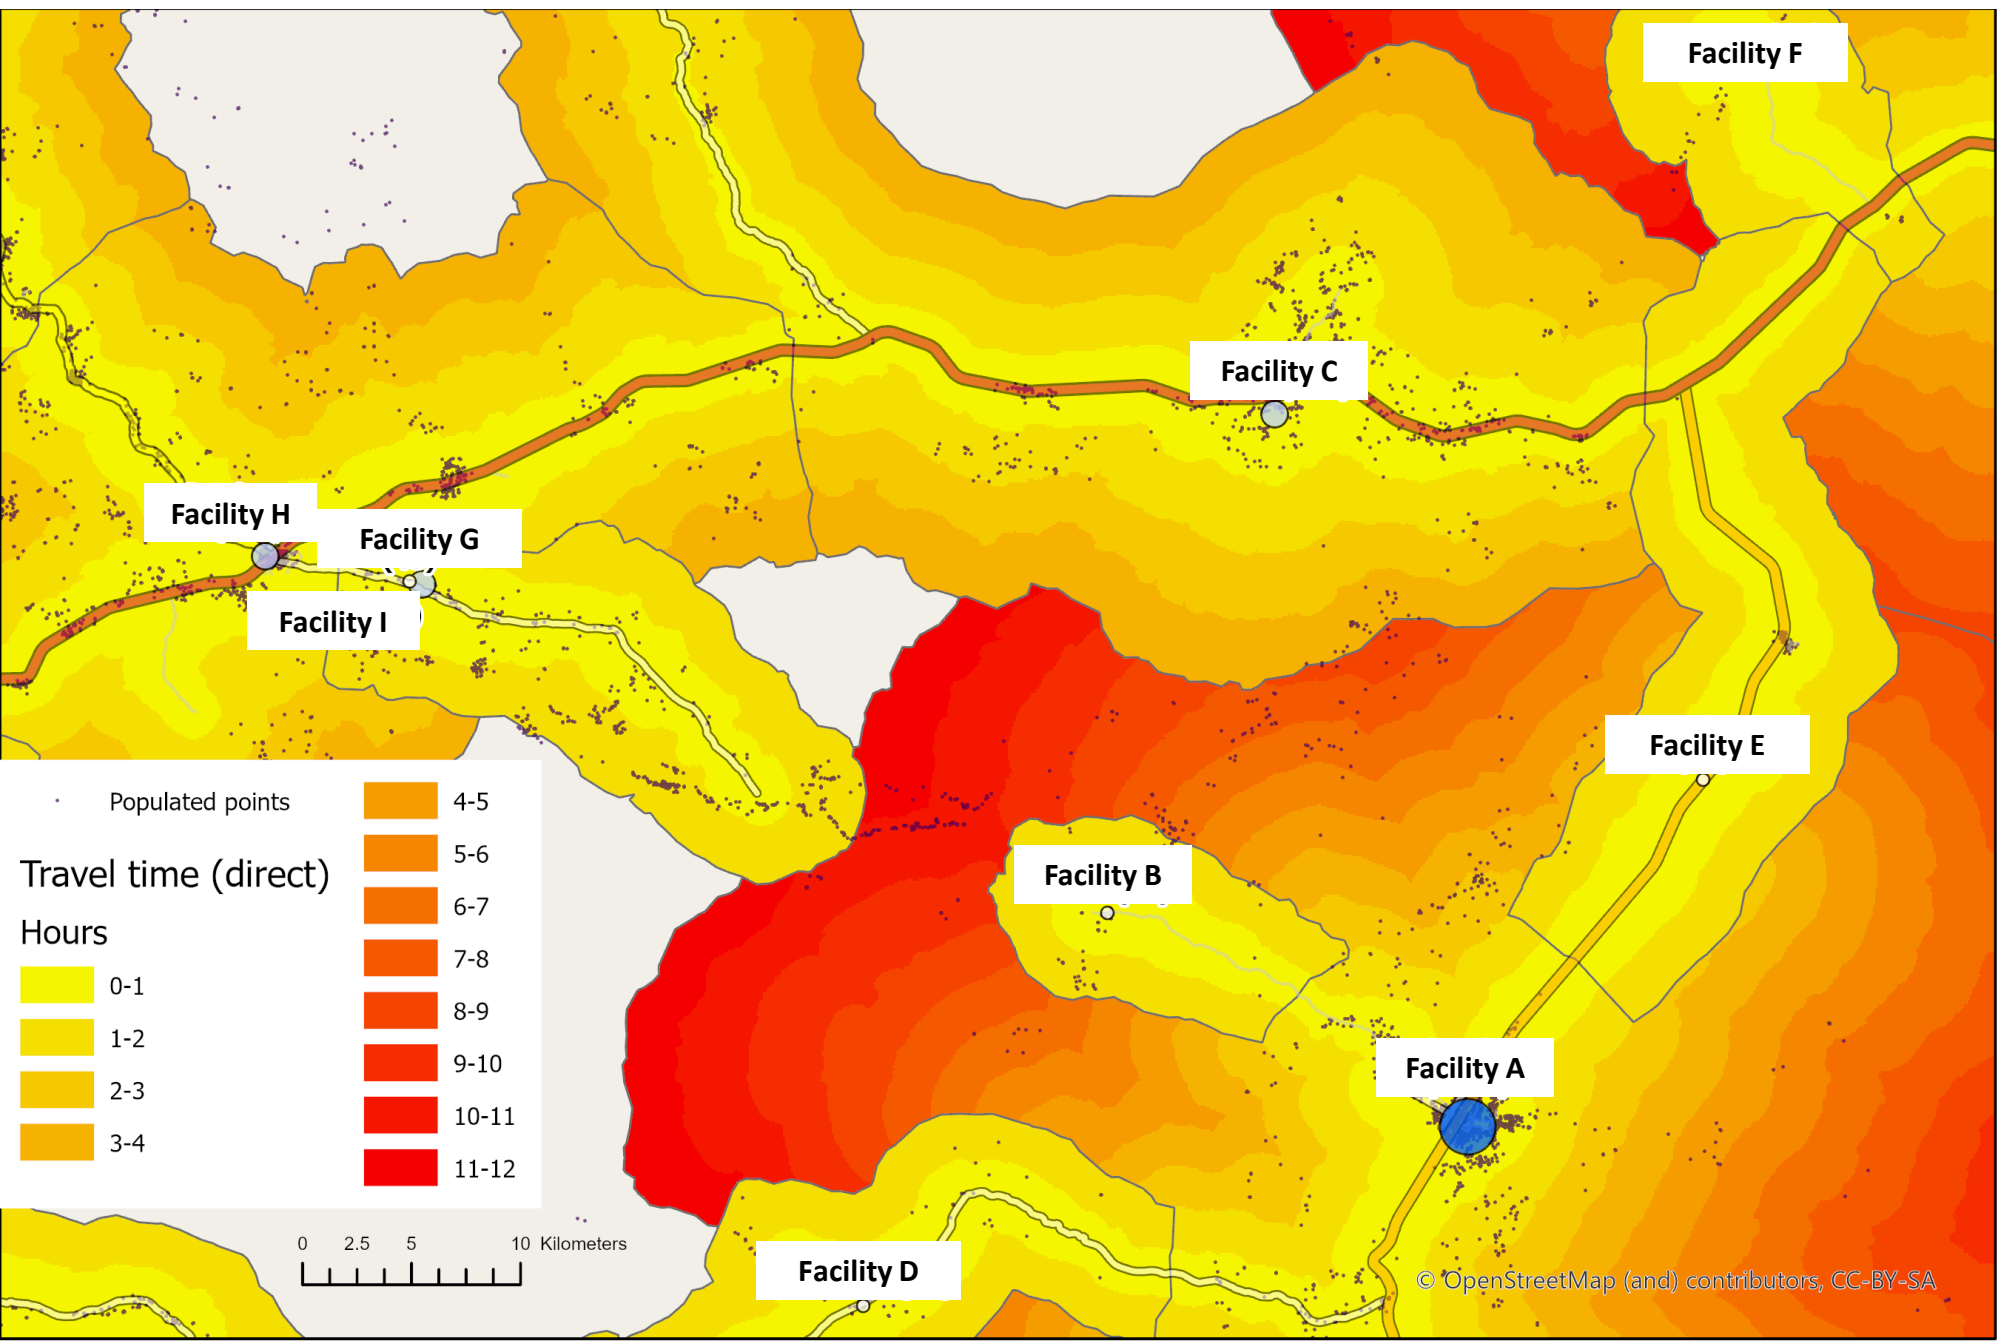 Facility F
Facility C
Facility H
Facility G
Facility I
Facility E
Facility B
Facility A
Facility D
Populated points
Travel time (direct)
Hours
0-1
1-2
2-3
3-4
4-5
5-6
6-7
7-8
8-9
9-10
10-11
11-12
0 2.5 5 10 Kilometers
© OpenStreetMap (and) contributors, CC-BY-SA